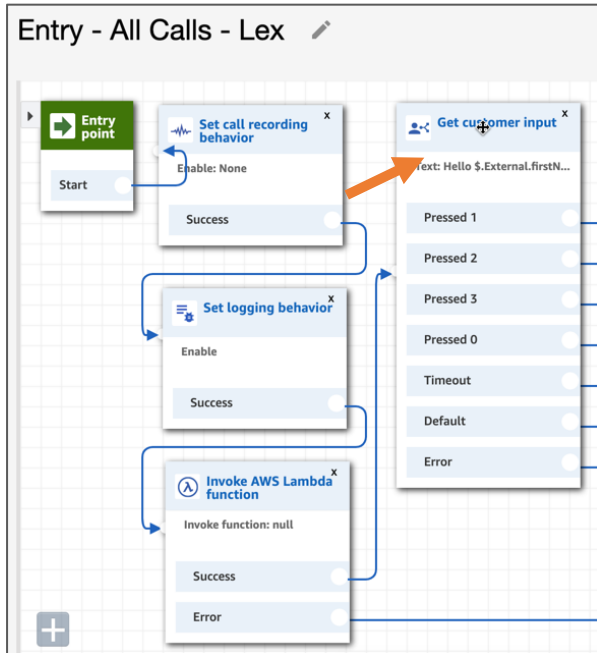 Entry - All Calls - Lex
Entry
point
Start
Set call recording
behavior
x
Enable: None
Success
Set logging behavior
x
Enable
Success
Invoke AWS Lambda
function
x
Invoke function: null
Success
Error
Get customer input
x
Text: Hello $.External.firstN...
Pressed 1
Pressed 2
Pressed 3
Pressed 0
Timeout
Default
Error